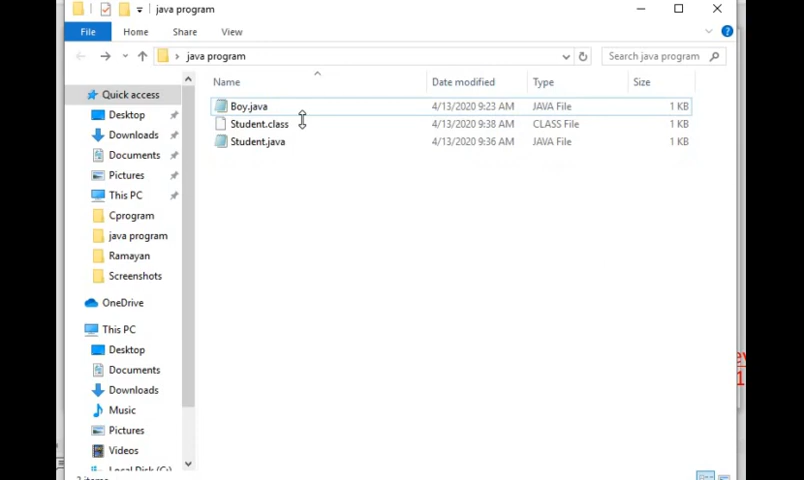 java program
File Home Share View
java program Search java program
Name Date modified Type Size
Boy.java 4/13/2020 9:23 AM JAVA File 1 KB
Student.class 4/13/2020 9:38 AM CLASS File 1 KB
Student.java 4/13/2020 9:36 AM JAVA File 1 KB
Quick access
Desktop
Downloads
Documents
Pictures
This PC
Cprogram
java program
Ramayan
Screenshots
OneDrive
This PC
Desktop
Documents
Downloads
Music
Pictures
Videos
Local Disk (C:)
items